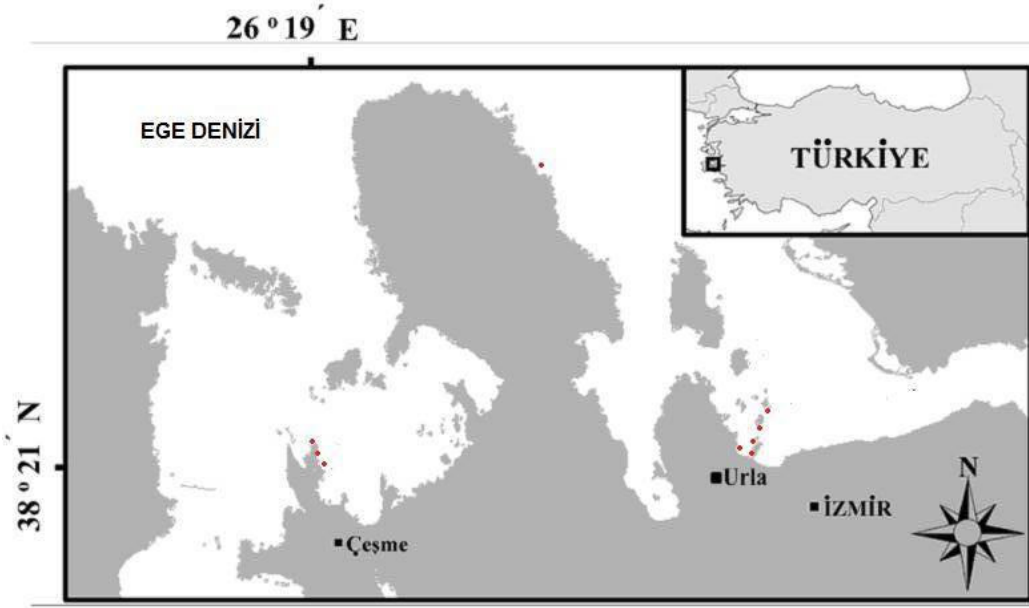 26 º 19 ´ E
EGE DENİZİ
TÜRKİYE
38 º 21 ´ N
Urla
N
İZMİR
Çeşme